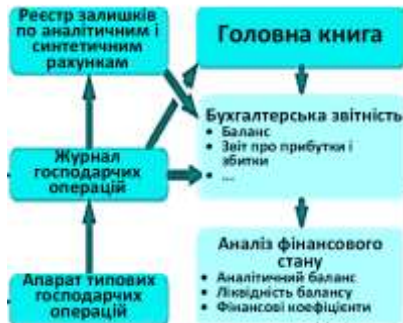 Реєстр залишків
по аналітичним і
синтетичним
рахункам
Головна книга
Бухгалтерська звітність
• Баланс
• Звіт про прибутки і
збитки
• ...
Журнал
господарчих
операцій
Аналіз фінансового
стану
• Аналітичний баланс
• Ліквідність балансу
• Фінансові коефіцієнти
Апарат типових
господарчих
операцій